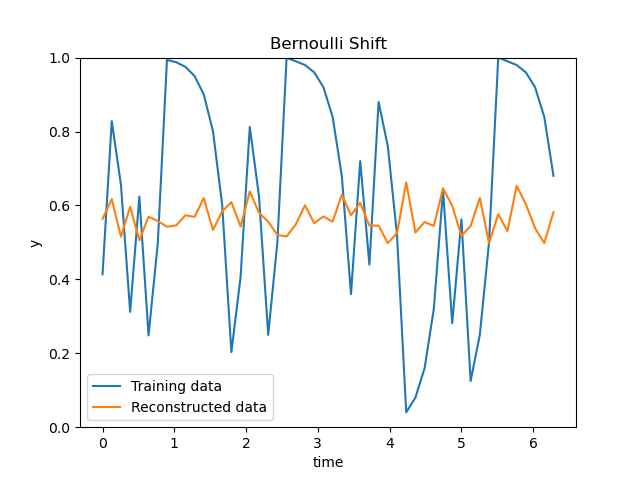 Bernoulli Shift
1.0
0.8
0.6
0.4
0.2
0.0
y
Training data
Reconstructed data
0 1 2 3 4 5 6
time